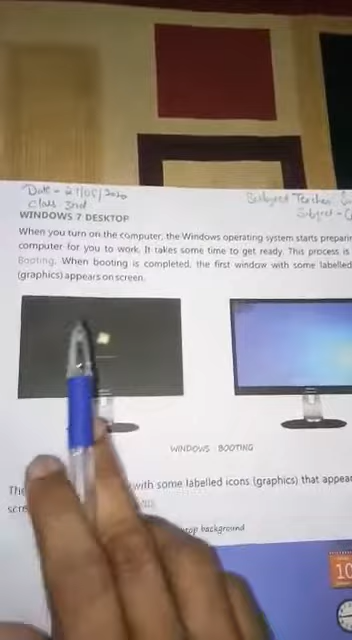 Date - 27/05/2020
Subject Teacher
Class 3nd
Subject -
WINDOWS 7 DESKTOP
When you turn on the computer, the Windows operating system starts
computer for you to work. It takes some time to get ready. This process is
Booting. When booting is completed, the first window with some labelled
(graphics) appears on screen.
WINDOWS BOOTING
The with some labelled icons (graphics) that
background
10